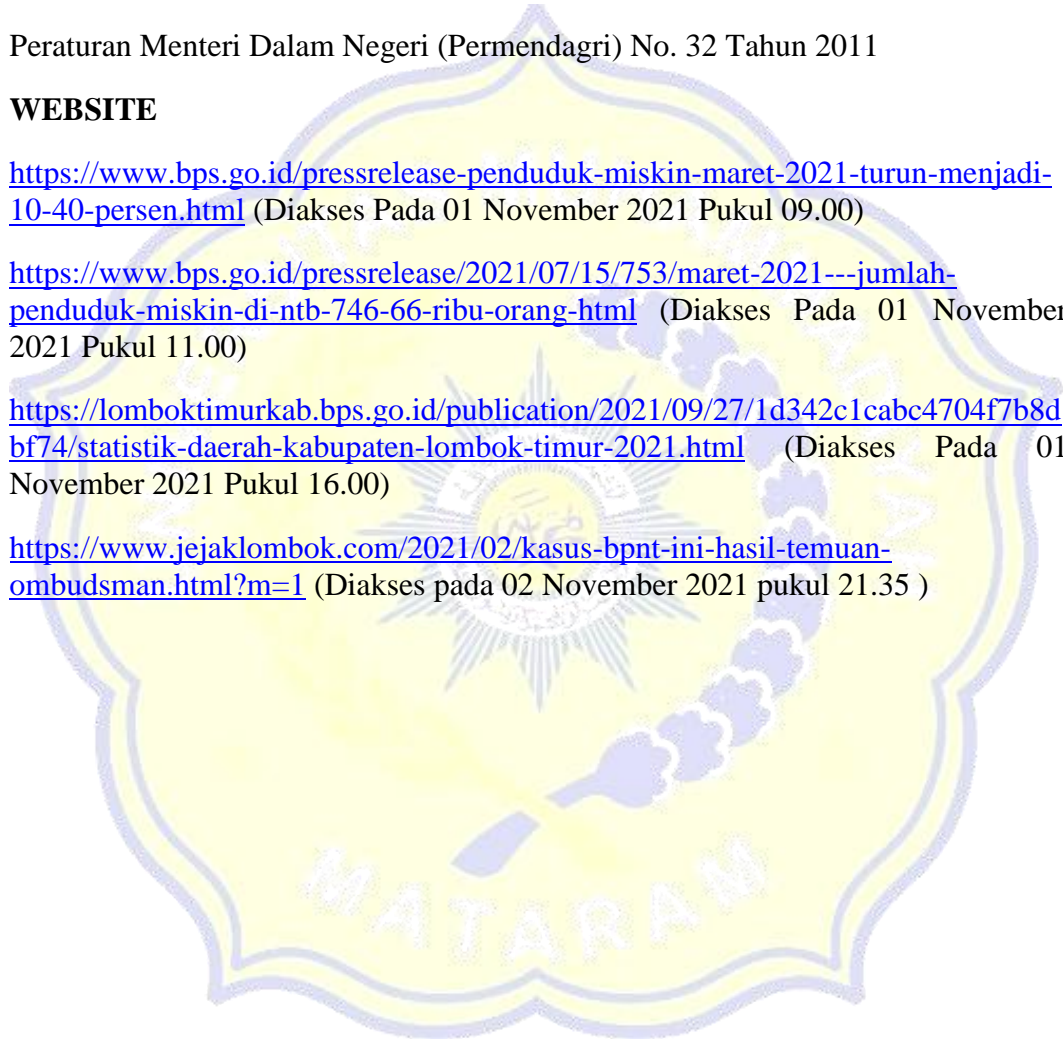 Peraturan Menteri Dalam Negeri (Permendagri) No. 32 Tahun 2011
WEBSITE
https://www.bps.go.id/pressrelease-penduduk-miskin-maret-2021-turun-menjadi-
10-40-persen.html (Diakses Pada 01 November 2021 Pukul 09.00)
https://www.bps.go.id/pressrelease/2021/07/15/753/maret-2021---jumlah-
penduduk-miskin-di-ntb-746-66-ribu-orang-html (Diakses Pada 01 November
2021 Pukul 11.00)
https://lomboktimurkab.bps.go.id/publication/2021/09/27/1d342c1cabc4704f7b8d
bf74/statistik-daerah-kabupaten-lombok-timur-2021.html (Diakses Pada 01
November 2021 Pukul 16.00)
https://www.jejaklombok.com/2021/02/kasus-bpnt-ini-hasil-temuan-
ombudsman.html?m=1 (Diakses pada 02 November 2021 pukul 21.35 )
MATARAM